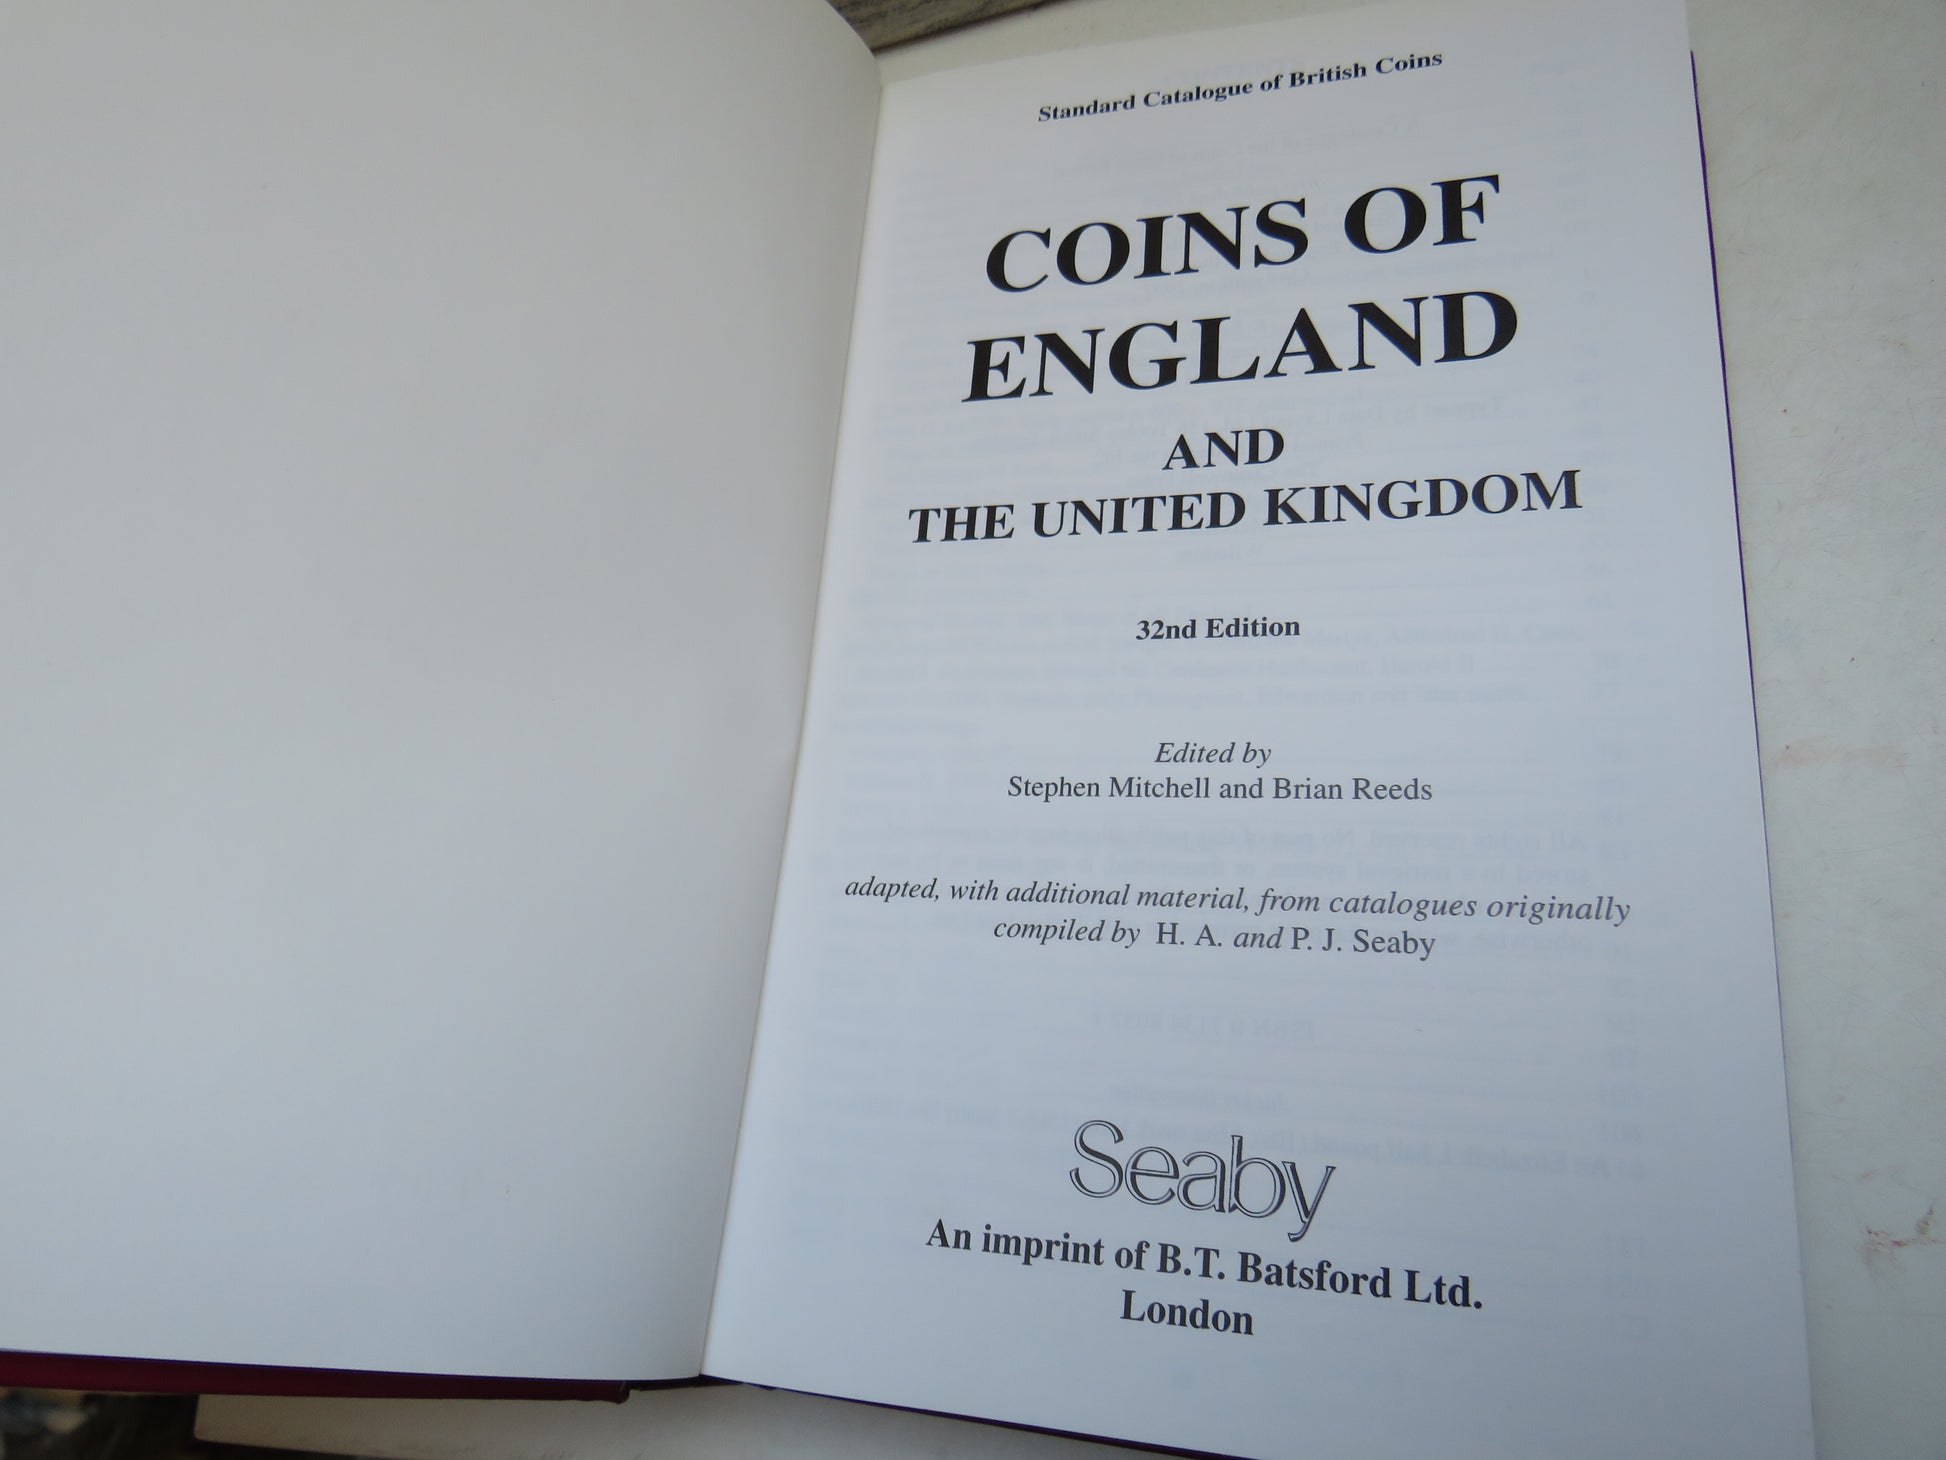 Standard Catalogue of British Coins
COINS OF
ENGLAND
AND
THE UNITED KINGDOM
32nd Edition
Edited by
Stephen Mitchell and Brian Reeds
adapted, with additional material, from catalogues originally
compiled by H. A. and P. J. Seaby
Seaby
An imprint of B.T. Batsford Ltd.
London